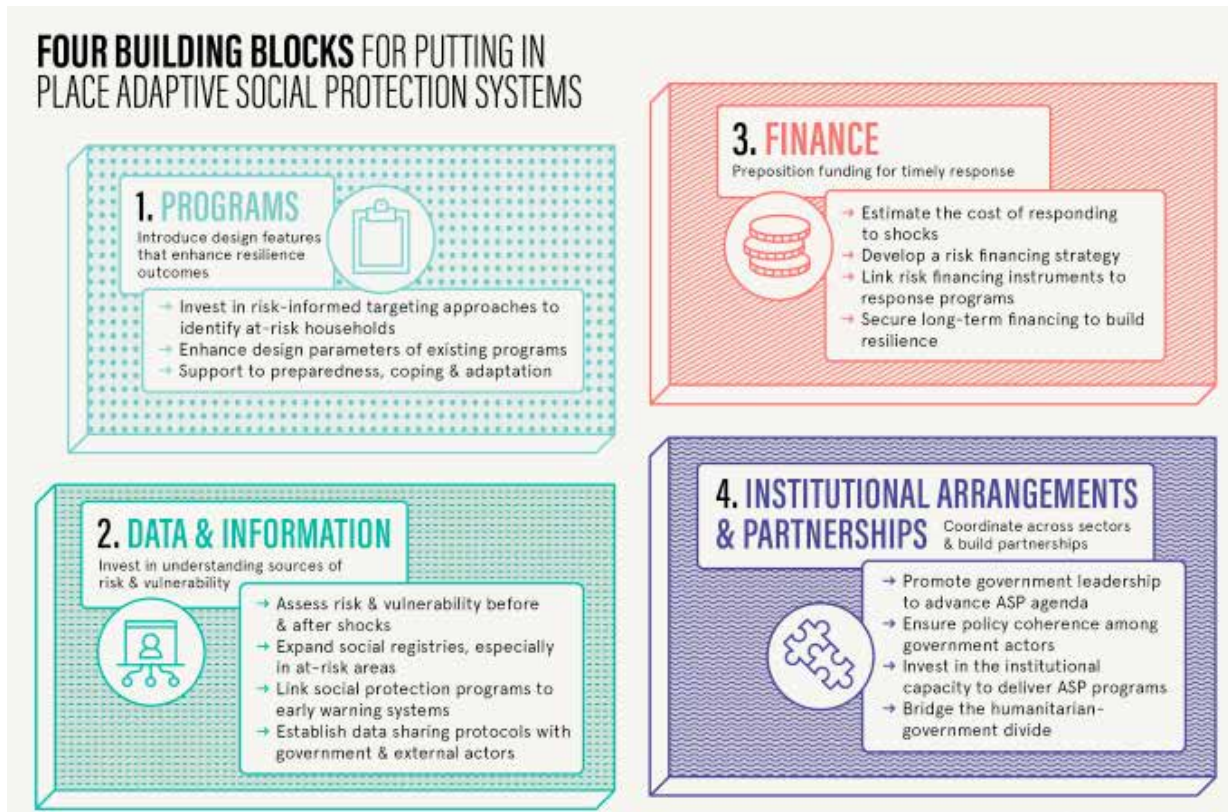 FOUR BUILDING BLOCKS FOR PUTTING IN
PLACE ADAPTIVE SOCIAL PROTECTION SYSTEMS
1. PROGRAMS
Introduce design features
that enhance resilience
outcomes
→ Invest in risk-informed targeting approaches to
identify at-risk households
→ Enhance design parameters of existing programs
→ Support to preparedness, coping & adaptation
2. DATA & INFORMATION
Invest in understanding sources of
risk & vulnerability
→ Assess risk & vulnerability before
& after shocks
→ Expand social registries, especially
in at-risk areas
→ Link social protection programs to
early warning systems
→ Establish data sharing protocols with
government & external actors
3. FINANCE
Preposition funding for timely response
→ Estimate the cost of responding
to shocks
→ Develop a risk financing strategy
→ Link risk financing instruments to
response programs
→ Secure long-term financing to build
resilience
4. INSTITUTIONAL ARRANGEMENTS
& PARTNERSHIPS
Coordinate across sectors
& build partnerships
→ Promote government leadership
to advance ASP agenda
→ Ensure policy coherence among
government actors
→ Invest in the institutional
capacity to deliver ASP programs
→ Bridge the humanitarian-
government divide